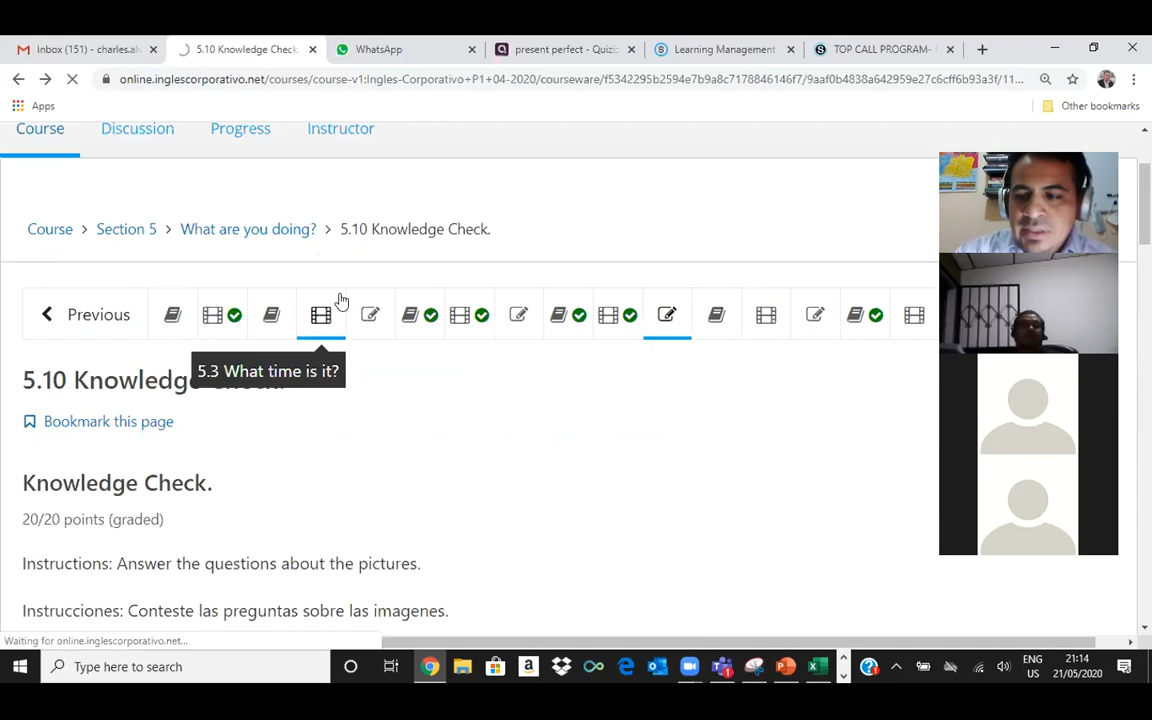 Inbox (151) - charles.al
5.10 Knowledge Check.
WhatsApp
present perfect - Quiziz
Learning Management
TOP CALL PROGRAM-
online.inglescorporativo.net/courses/course-v1:Ingles-Corporativo+P1+04-2020/courseware/f5342295b2594e7b9a8c7178846146f7/9aaf0b4838a642959e27c6cff6b93a3f/11...
Apps
Other bookmarks
Course
Discussion
Progress
Instructor
Course > Section 5 > What are you doing? > 5.10 Knowledge Check.
Previous
5.3 What time is it?
5.10 Knowledge
Bookmark this page
Knowledge Check.
20/20 points (graded)
Instructions: Answer the questions about the pictures.
Instrucciones: Conteste las preguntas sobre las imagenes.
Waiting for online.inglescorporativo.net...
Type here to search
ENG
US
21:14
21/05/2020